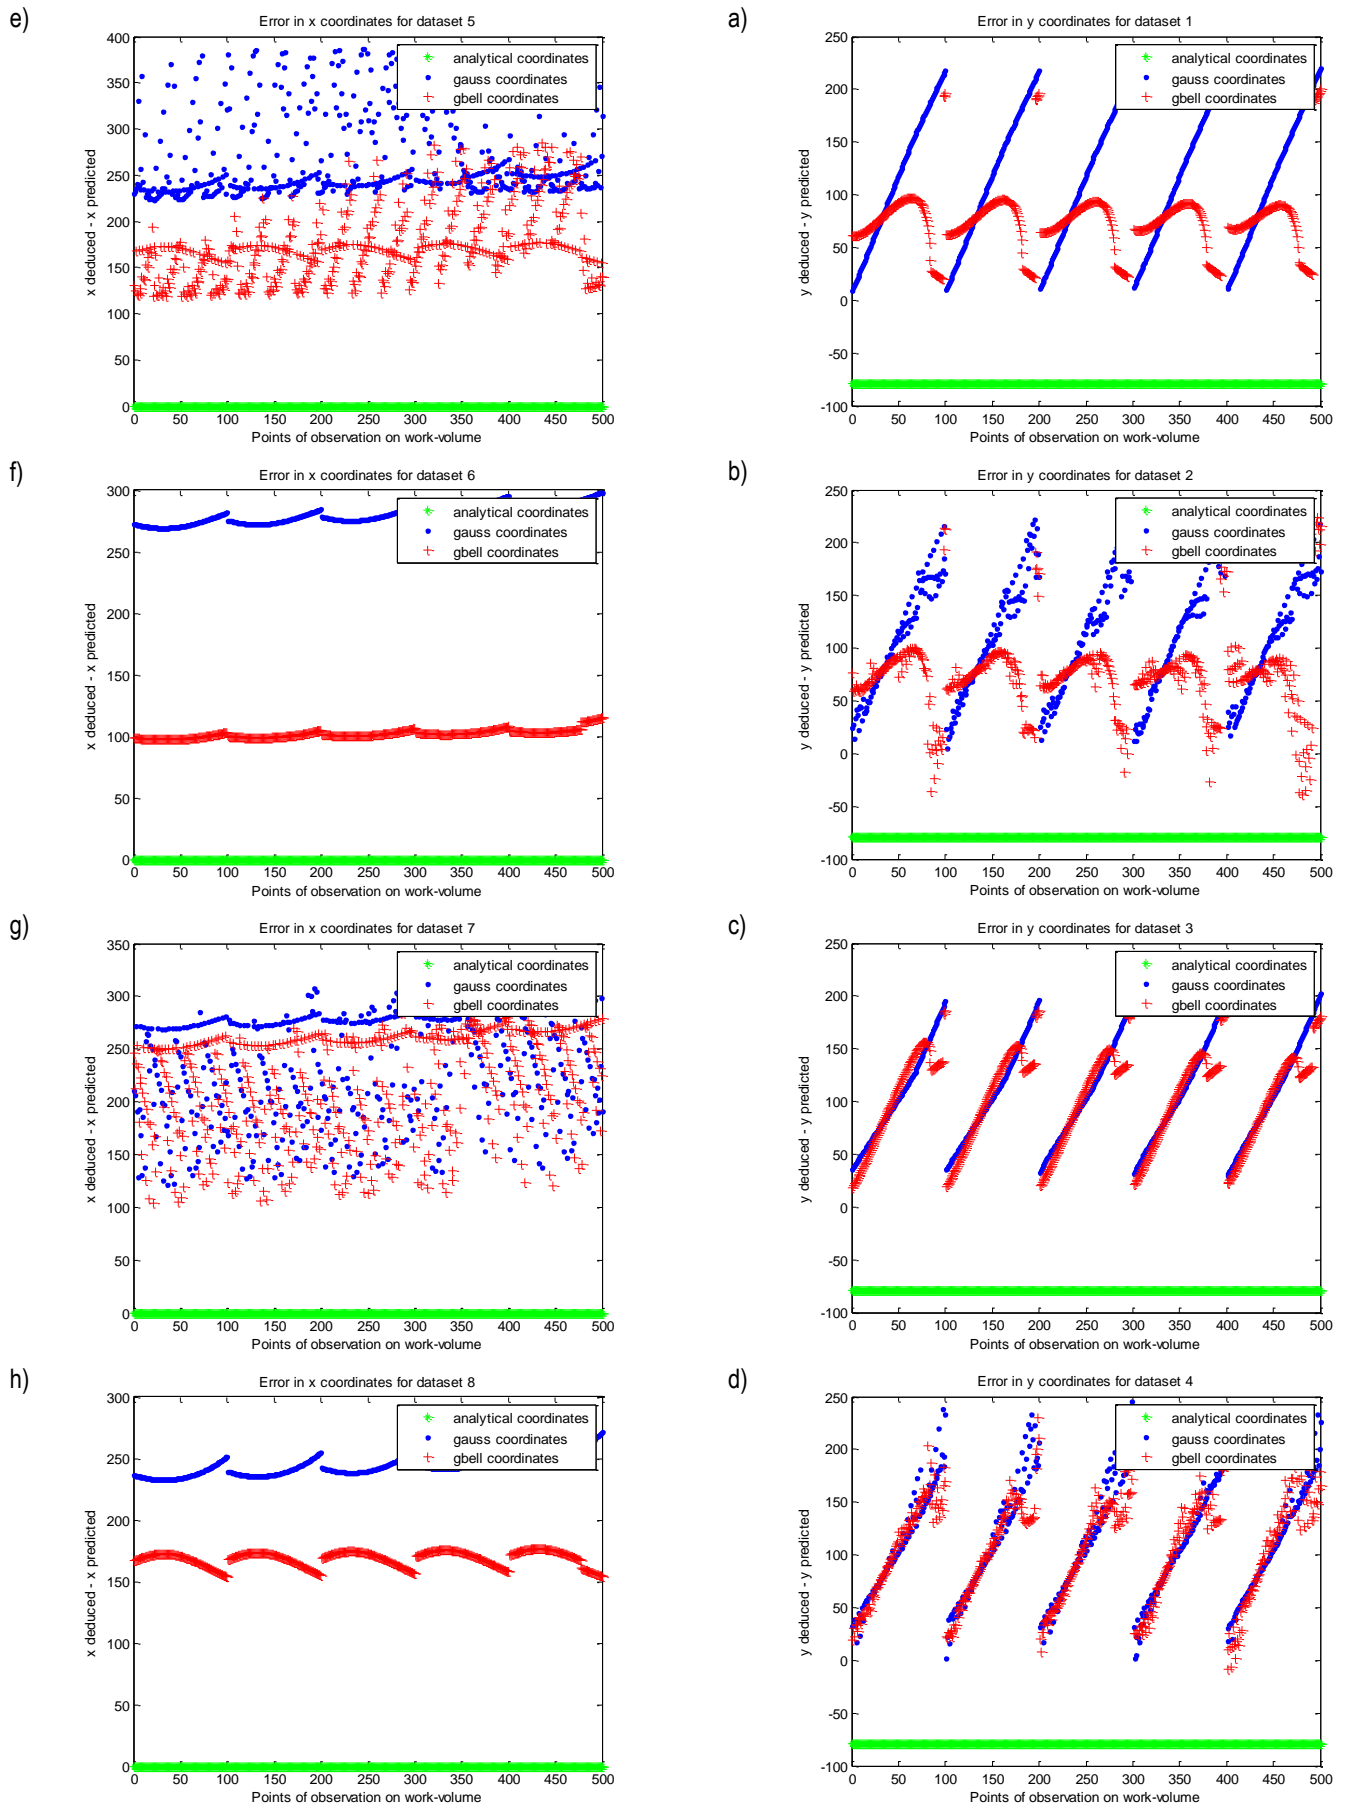 e)
Error in x coordinates for dataset 5
x deduced - x predicted
400
350
300
250
200
150
100
50
0
analytical coordinates
gauss coordinates
gbell coordinates
0 50 100 150 200 250 300 350 400 450 500
Points of observation on work-volume
a)
Error in y coordinates for dataset 1
y deduced - y predicted
250
200
150
100
50
0
-50
-100
analytical coordinates
gauss coordinates
gbell coordinates
0 50 100 150 200 250 300 350 400 450 500
Points of observation on work-volume
f)
Error in x coordinates for dataset 6
x deduced - x predicted
300
250
200
150
100
50
0
analytical coordinates
gauss coordinates
gbell coordinates
0 50 100 150 200 250 300 350 400 450 500
Points of observation on work-volume
b)
Error in y coordinates for dataset 2
y deduced - y predicted
250
200
150
100
50
0
-50
-100
analytical coordinates
gauss coordinates
gbell coordinates
0 50 100 150 200 250 300 350 400 450 500
Points of observation on work-volume
g)
Error in x coordinates for dataset 7
x deduced - x predicted
350
300
250
200
150
100
50
0
analytical coordinates
gauss coordinates
gbell coordinates
0 50 100 150 200 250 300 350 400 450 500
Points of observation on work-volume
c)
Error in y coordinates for dataset 3
y deduced - y predicted
250
200
150
100
50
0
-50
-100
analytical coordinates
gauss coordinates
gbell coordinates
0 50 100 150 200 250 300 350 400 450 500
Points of observation on work-volume
h)
Error in x coordinates for dataset 8
x deduced - x predicted
300
250
200
150
100
50
0
analytical coordinates
gauss coordinates
gbell coordinates
0 50 100 150 200 250 300 350 400 450 500
Points of observation on work-volume
d)
Error in y coordinates for dataset 4
y deduced - y predicted
250
200
150
100
50
0
-50
-100
analytical coordinates
gauss coordinates
gbell coordinates
0 50 100 150 200 250 300 350 400 450 500
Points of observation on work-volume